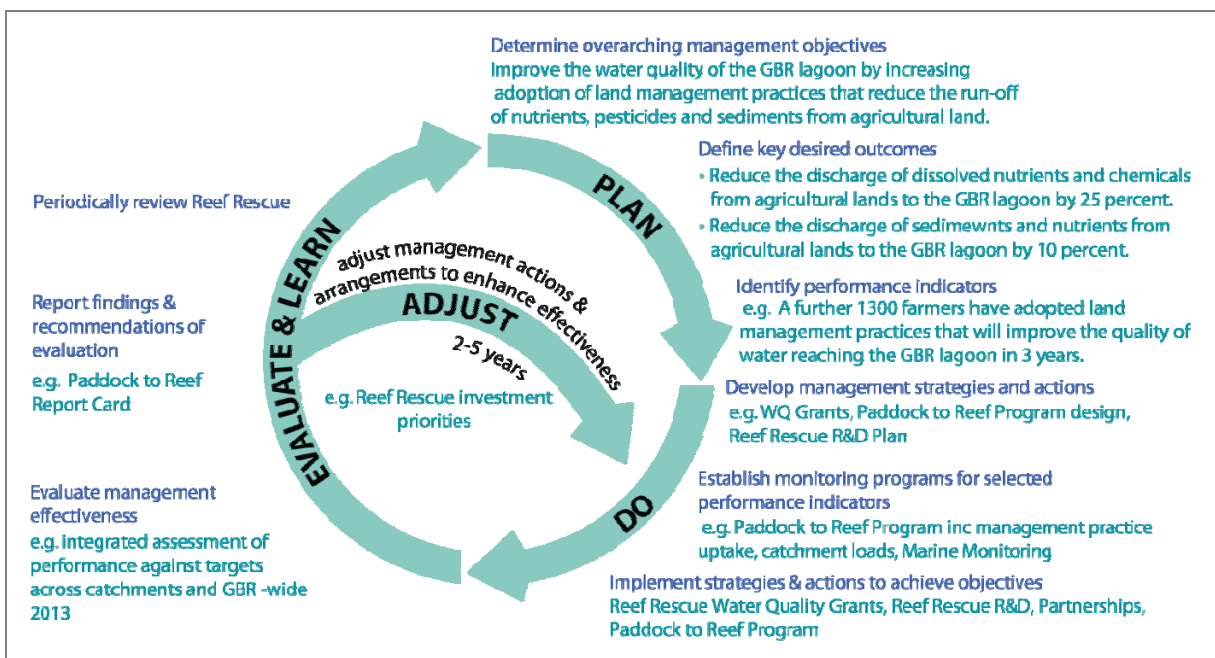 Determine overarching management objectives
Improve the water quality of the GBR lagoon by increasing
adoption of land management practices that reduce the run-off
of nutrients, pesticides and sediments from agricultural land.
Define key desired outcomes
• Reduce the discharge of dissolved nutrients and chemicals
from agricultural lands to the GBR lagoon by 25 percent.
• Reduce the discharge of sedimewnts and nutrients from
agricultural lands to the GBR lagoon by 10 percent.
Identify performance indicators
e.g. A further 1300 farmers have adopted land
management practices that will improve the quality of
water reaching the GBR lagoon in 3 years.
Develop management strategies and actions
e.g. WQ Grants, Paddock to Reef Program design,
Reef Rescue R&D Plan
Establish monitoring programs for selected
performance indicators
e.g. Paddock to Reef Program inc management practice
uptake, catchment loads, Marine Monitoring
Implement strategies & actions to achieve objectives
Reef Rescue Water Quality Grants, Reef Rescue R&D, Partnerships,
Paddock to Reef Program
Periodically review Reef Rescue
Report findings &
recommendations of
evaluation
e.g. Paddock to Reef
Report Card
Evaluate management
effectiveness
e.g. integrated assessment of
performance against targets
across catchments and GBR -wide
2013
PLAN
DO
EVALUATE & LEARN
adjust management actions &
arrangements to enhance effectiveness
ADJUST
2-5 years
e.g. Reef Rescue investment
priorities